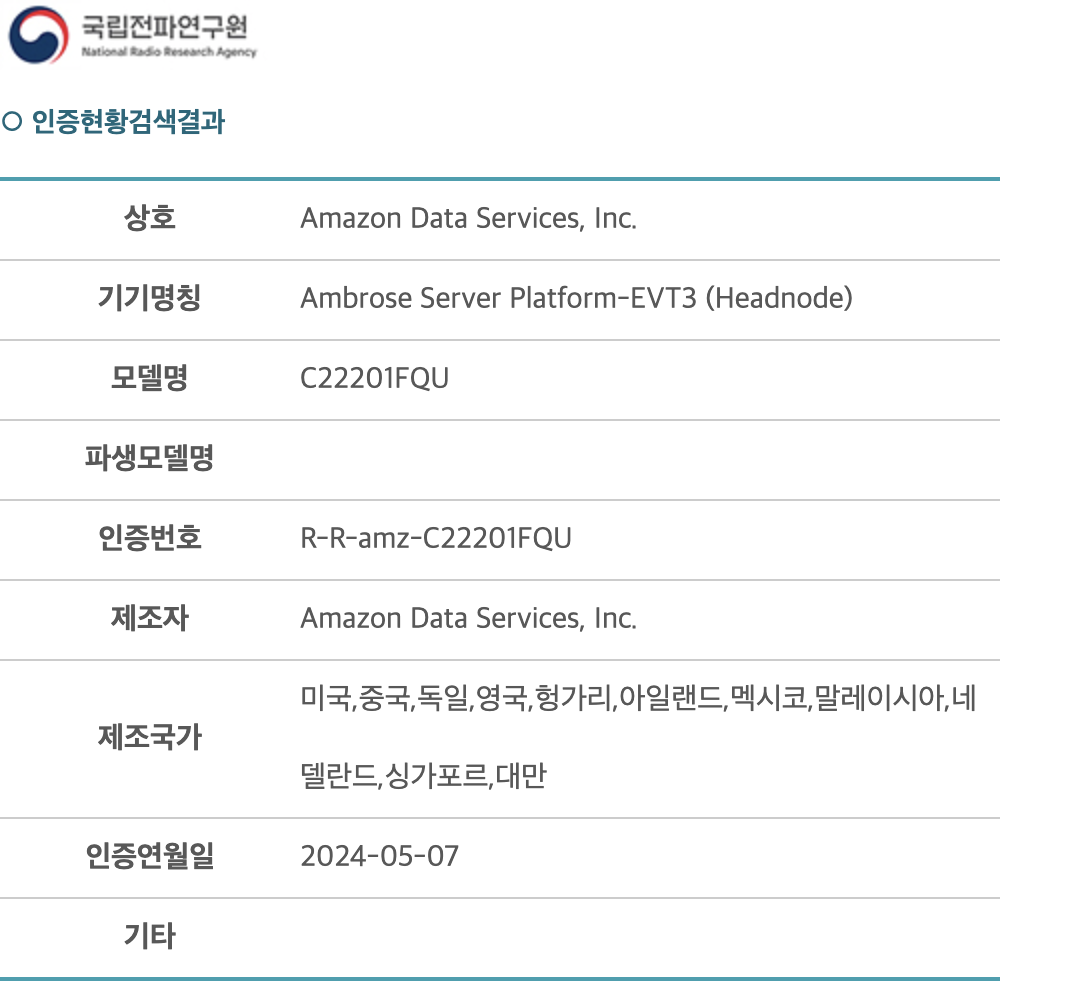 국립전파연구원
National Radio Research Agency
인증현황검색결과
상호 Amazon Data Services, Inc.
기기명칭 Ambrose Server Platform-EVT3 (Headnode)
모델명 C22201FQU
파생모델명
인증번호 R-R-amz-C22201FQU
제조자 Amazon Data Services, Inc.
제조국가 미국,중국,독일,영국,헝가리,아일랜드,멕시코,말레이시아,네
델란드,싱가포르,대만
인증연월일 2024-05-07
기타